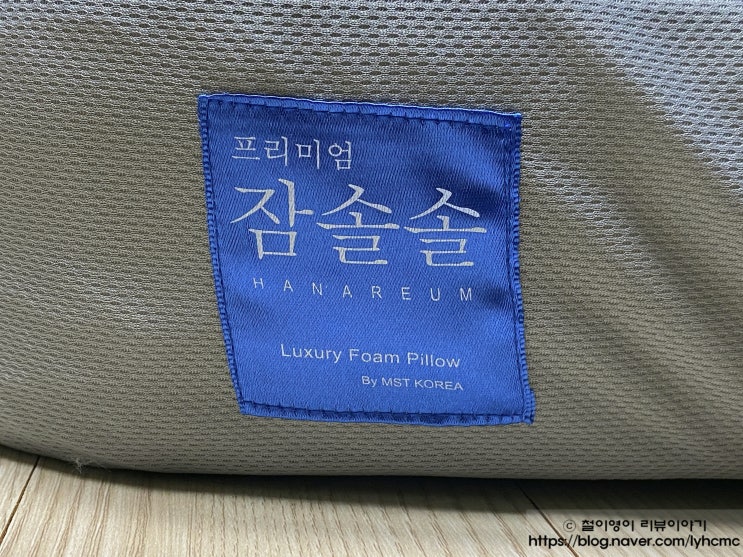 프리미엄
잠솔솔
HANAREUM
Luxury Foam Pillow
By MST KOREA
© 철이영이 리뷰이야기
https://blog.naver.com/lyhcmc